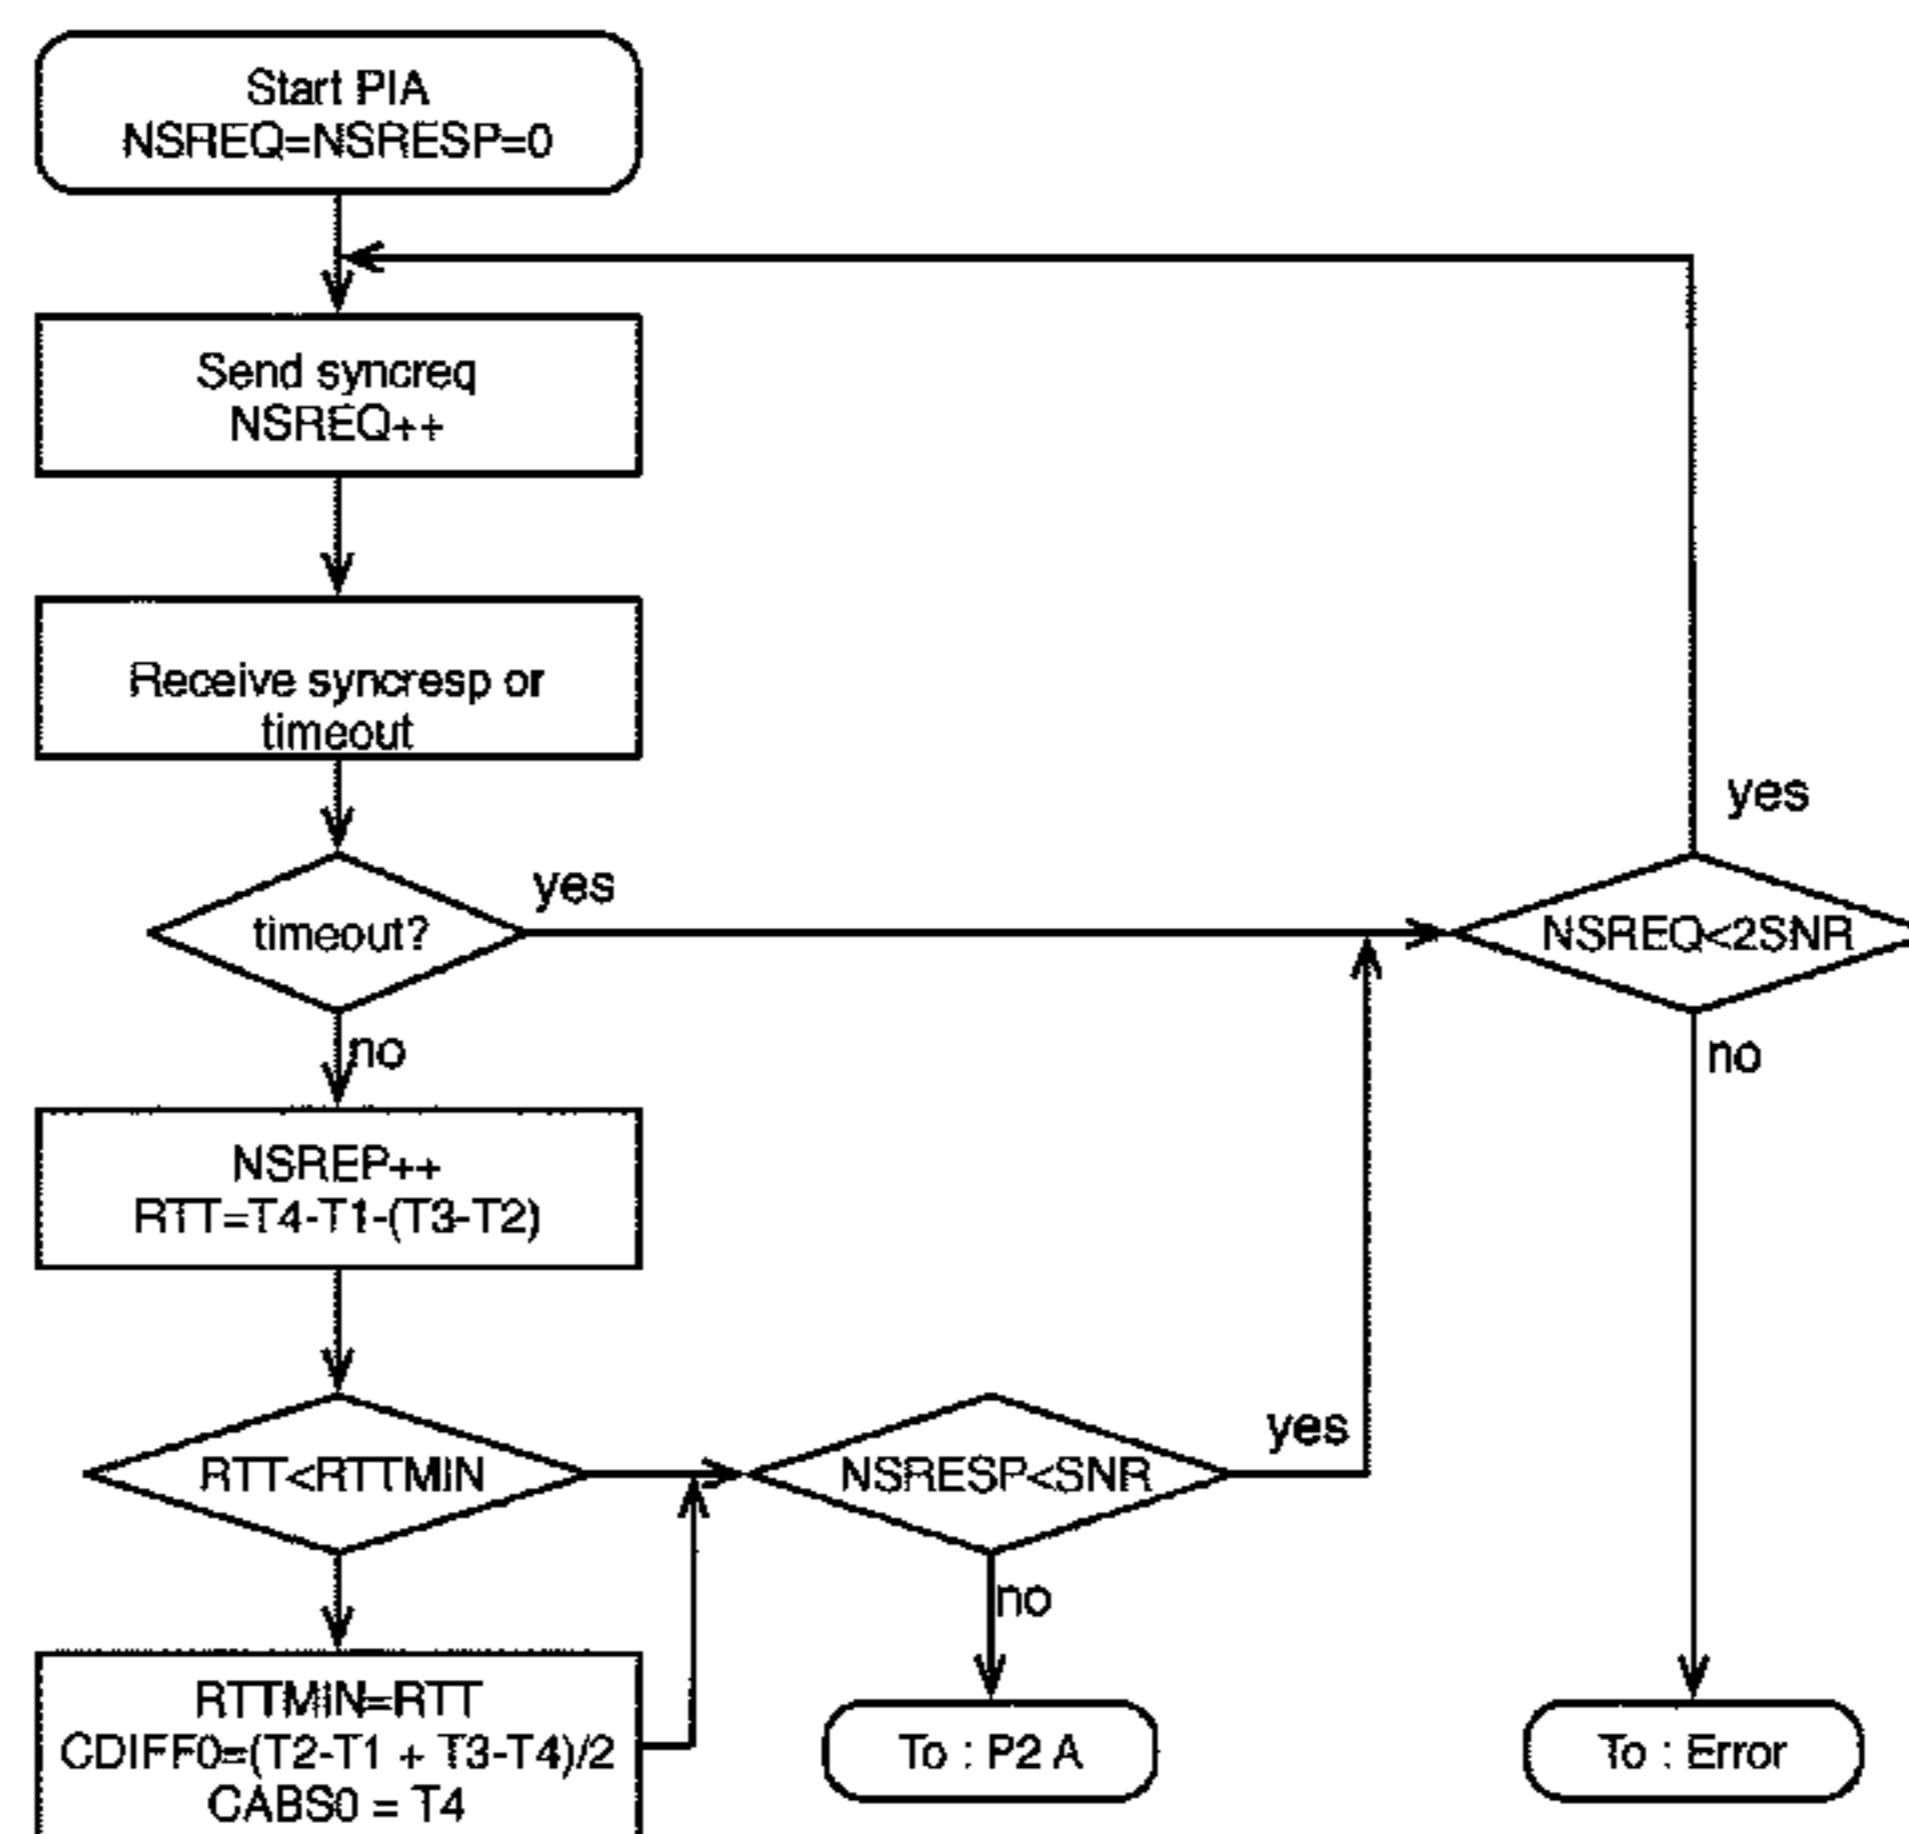 Start PIA
NSREQ=NSRESP=0
Send syncreq
NSREQ++
Receive syncresp or
timeout
yes
timeout?
yes
NSREQ<2SNR
no
no
NSREP++
RTT=T4-T1-(T3-T2)
RTT<RTTMIN
yes
NSRESP<SNR
no
RTTMIN=RTT
CDIFF0=(T2-T1 + T3-T4)/2
CABS0 = T4
To : P2 A
To : Error